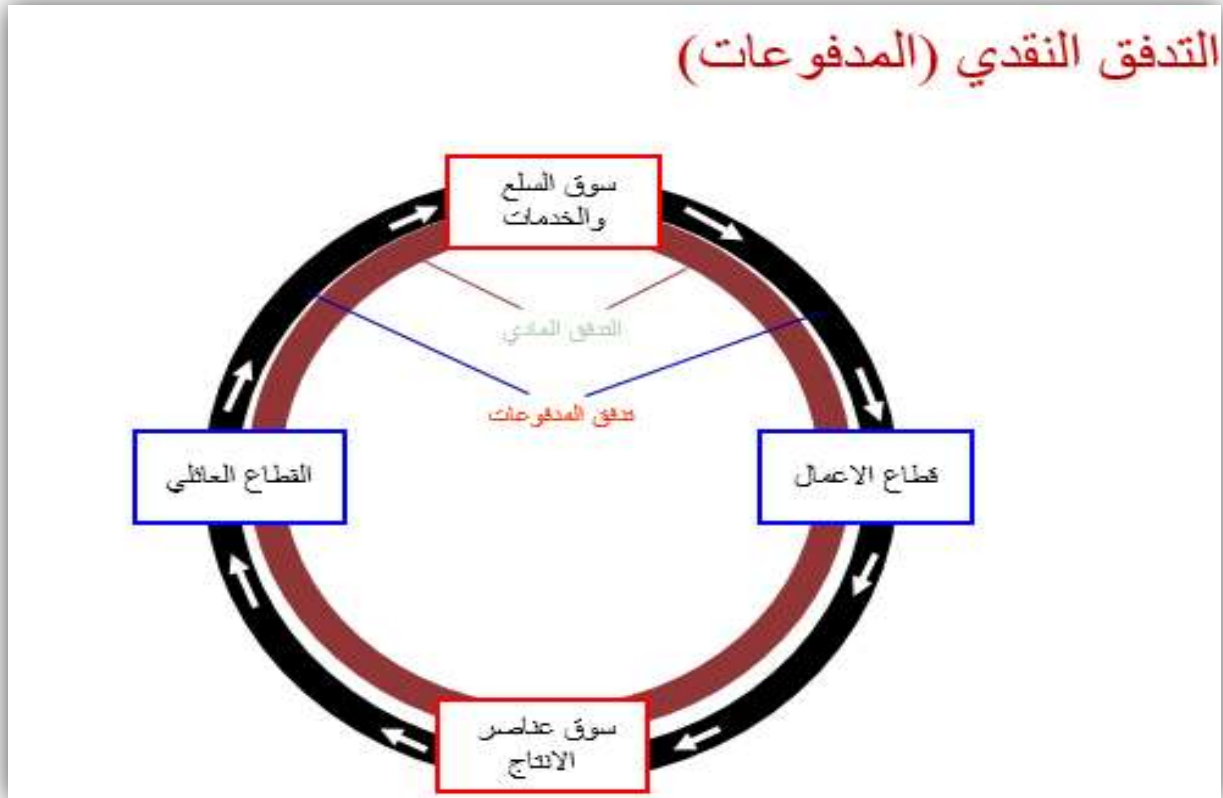 التدفق النقدي (المدفوعات)
سوق السلع
والخدمات
التدفق المادي
تدفق المدفوعات
قطاع الاعمال
القطاع العائلي
سوق عناصر
الانتاج